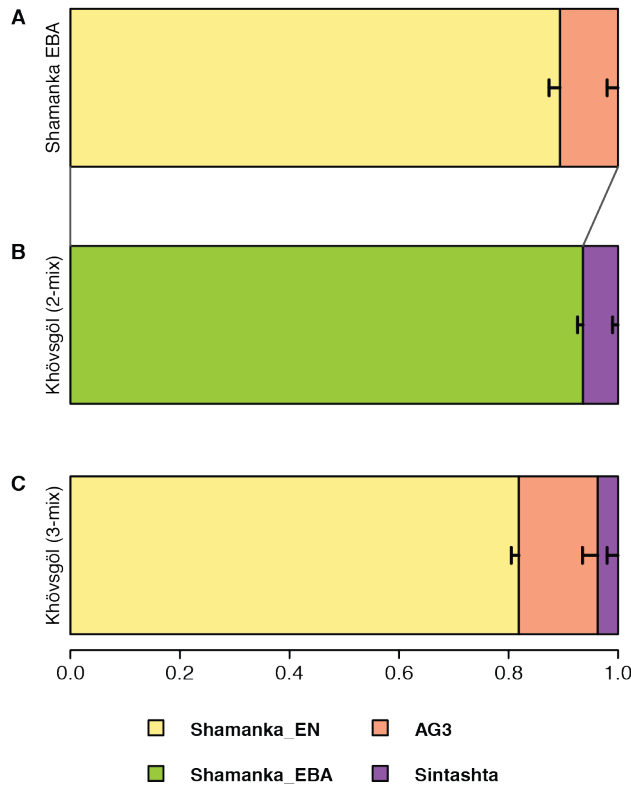 A
Shamanka EBA
B
Khövsgöl (2-mix)
C
Khövsgöl (3-mix)
0.0 0.2 0.4 0.6 0.8 1.0
Shamanka_EN AG3
Shamanka_EBA Sintashta